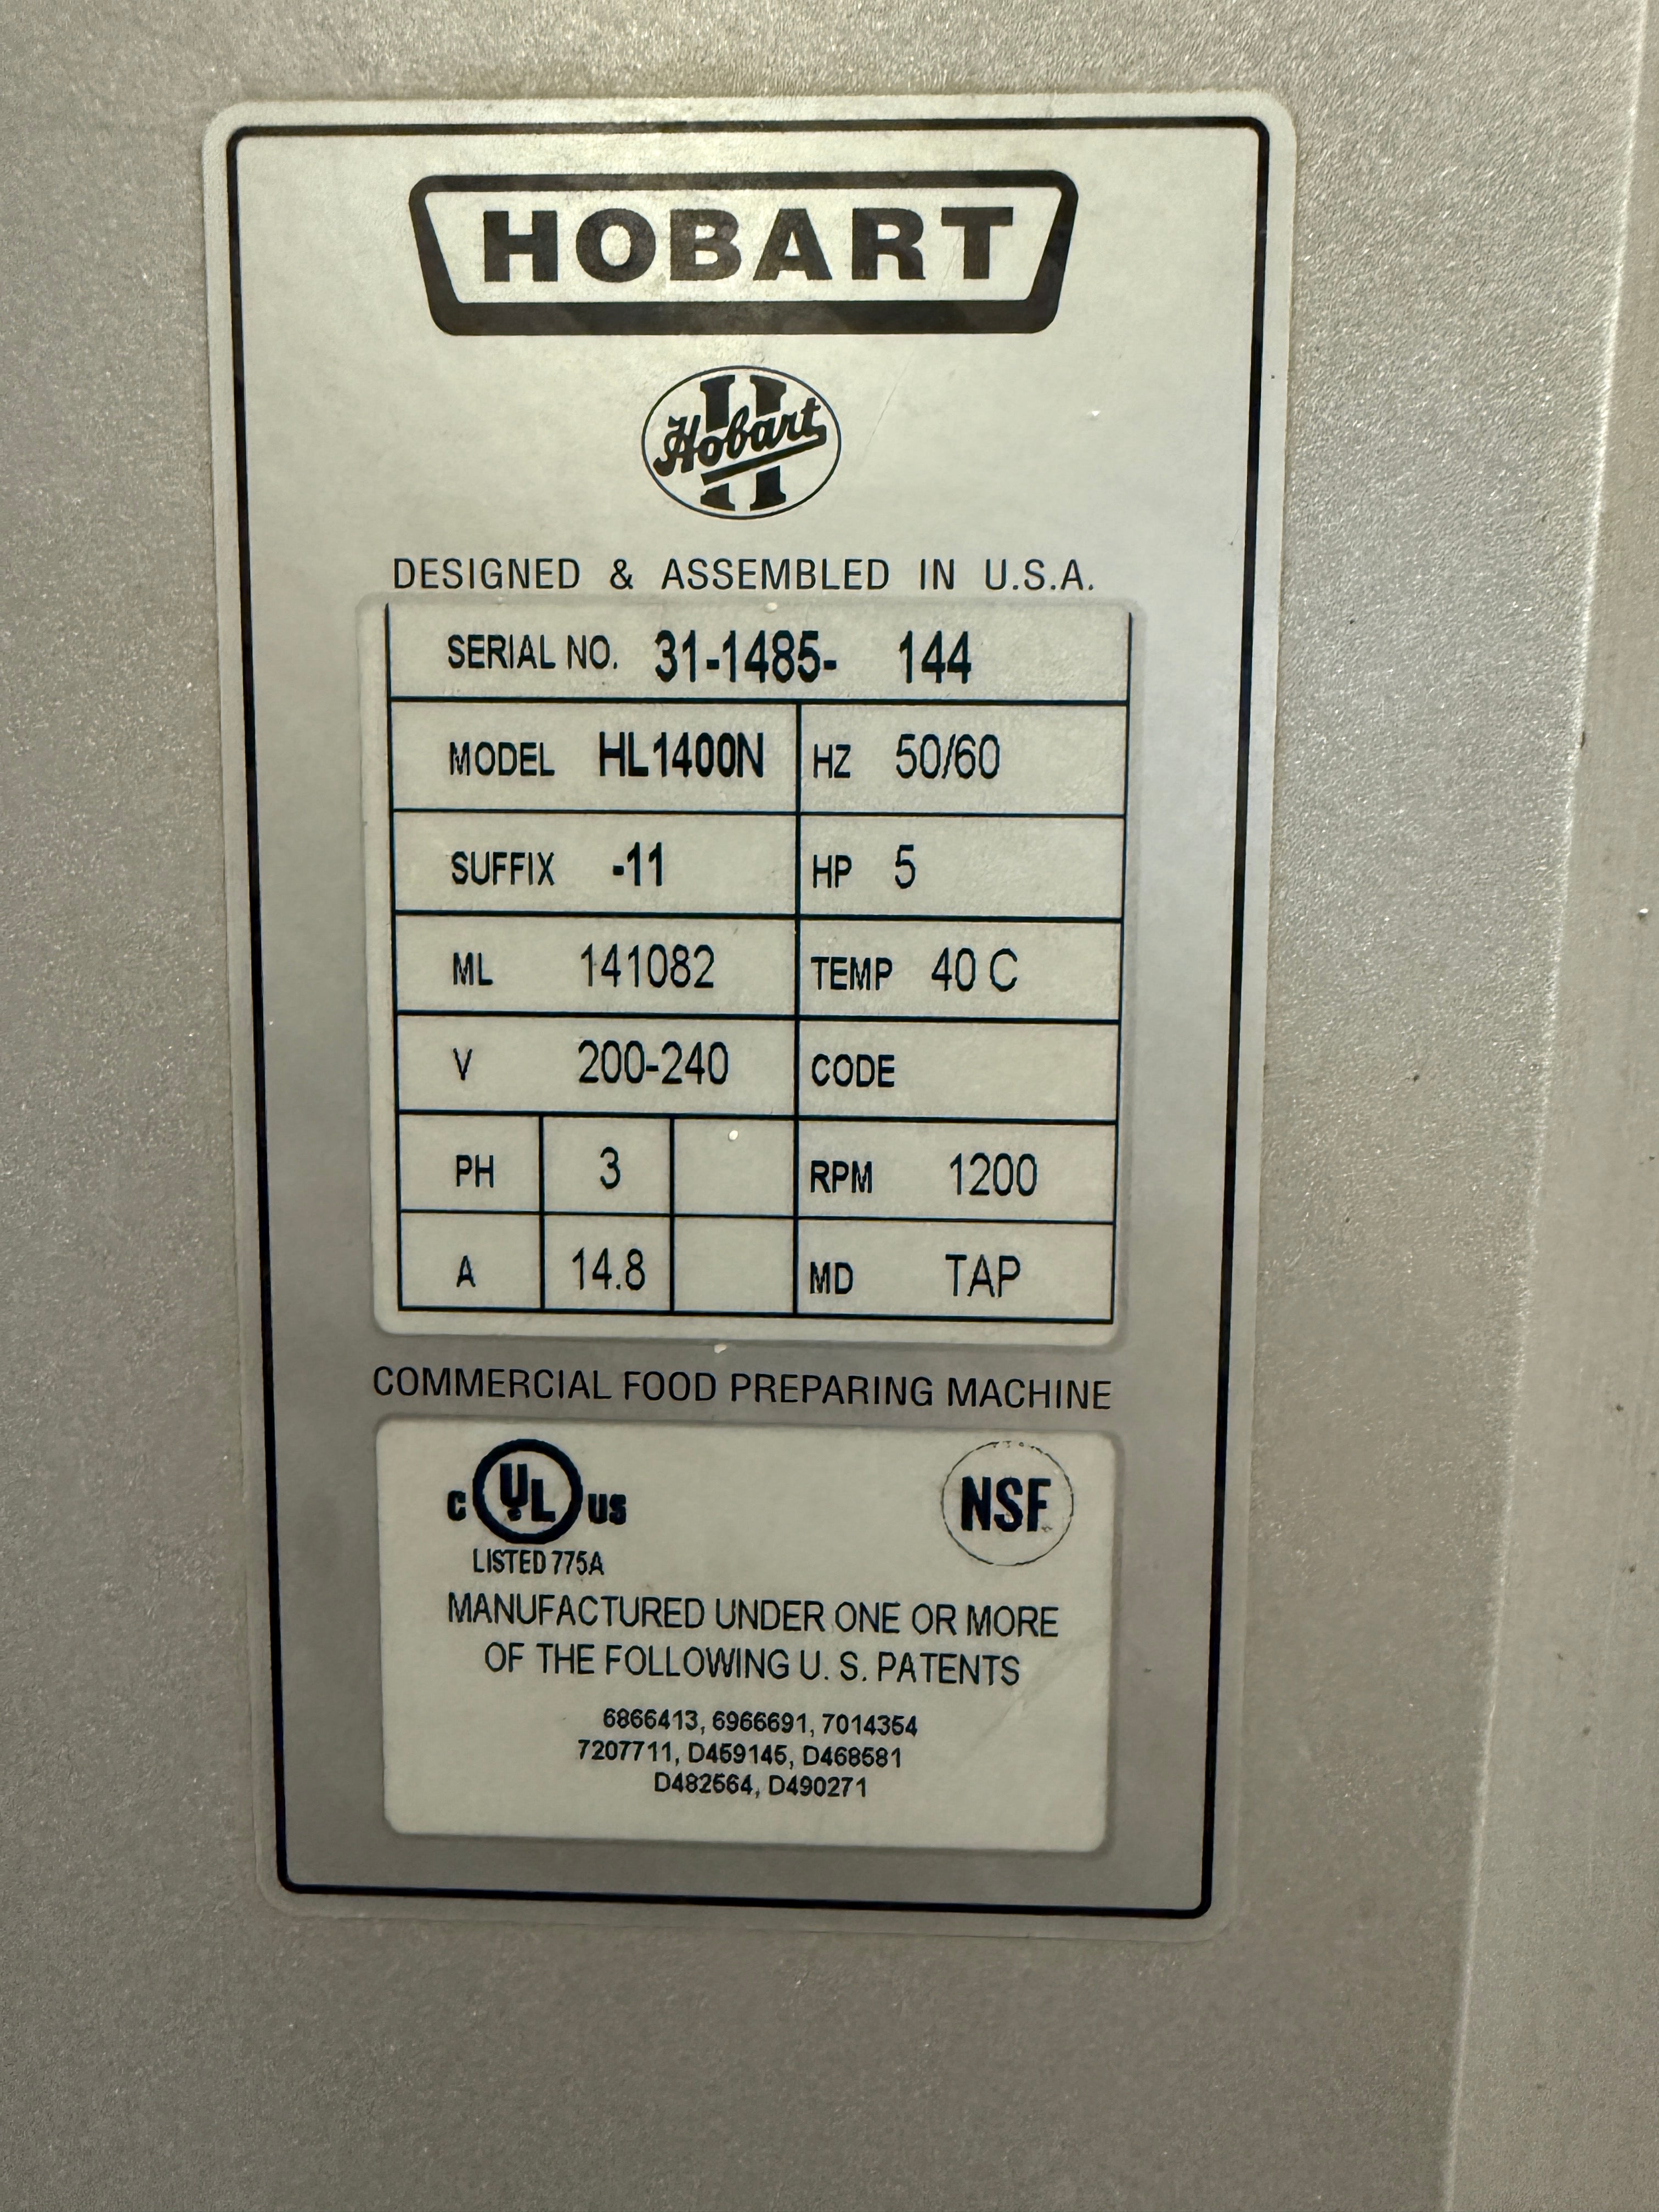 HOBART
Hobart
DESIGNED & ASSEMBLED IN U.S.A.
SERIAL NO. 31-1485- 144
MODEL HL1400N HZ 50/60
SUFFIX -11 HP 5
ML 141082 TEMP 40 C
V 200-240 CODE
PH 3 RPM 1200
A 14.8 MD TAP
COMMERCIAL FOOD PREPARING MACHINE
C UL US NSF
LISTED 775A
MANUFACTURED UNDER ONE OR MORE
OF THE FOLLOWING U. S. PATENTS
6866413, 6966691, 7014354
7207711, D459145, D468581
D482564, D490271